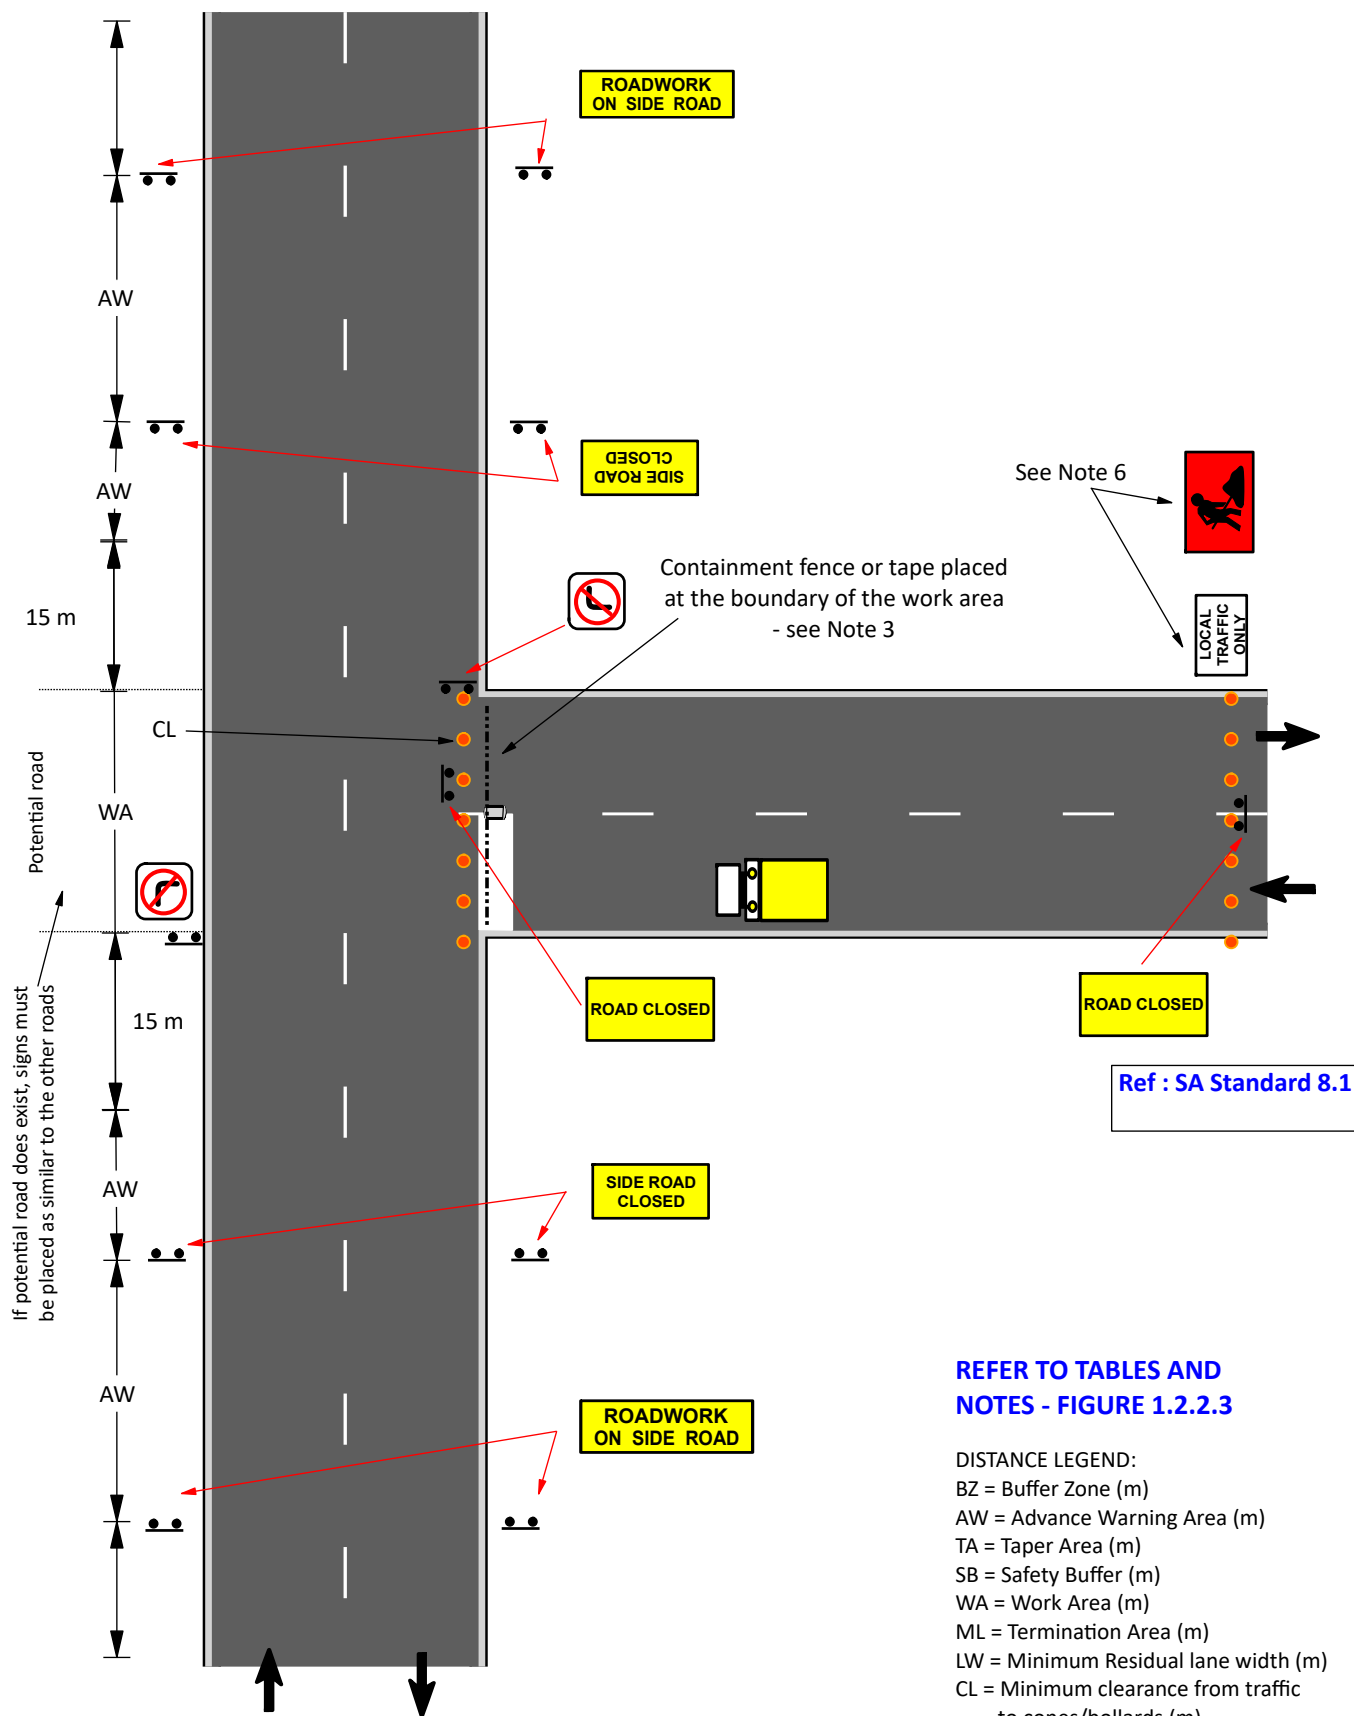 ROADWORK
ON SIDE ROAD
AW
SIDE ROAD
CLOSED
AW
See Note 6
Containment fence or tape placed
at the boundary of the work area
- see Note 3
15 m
LOCAL
TRAFFIC
ONLY
CL
Potential road
WA
ROAD CLOSED
ROAD CLOSED
If potential road does exist, signs must
be placed as similar to the other roads
15 m
Ref : SA Standard 8.1
AW
SIDE ROAD
CLOSED
AW
ROADWORK
ON SIDE ROAD
REFER TO TABLES AND
NOTES - FIGURE 1.2.2.3
DISTANCE LEGEND:
BZ = Buffer Zone (m)
AW = Advance Warning Area (m)
TA = Taper Area (m)
SB = Safety Buffer (m)
WA = Work Area (m)
ML = Termination Area (m)
LW = Minimum Residual lane width (m)
CL = Minimum clearance from traffic
to cones/bollards (m)